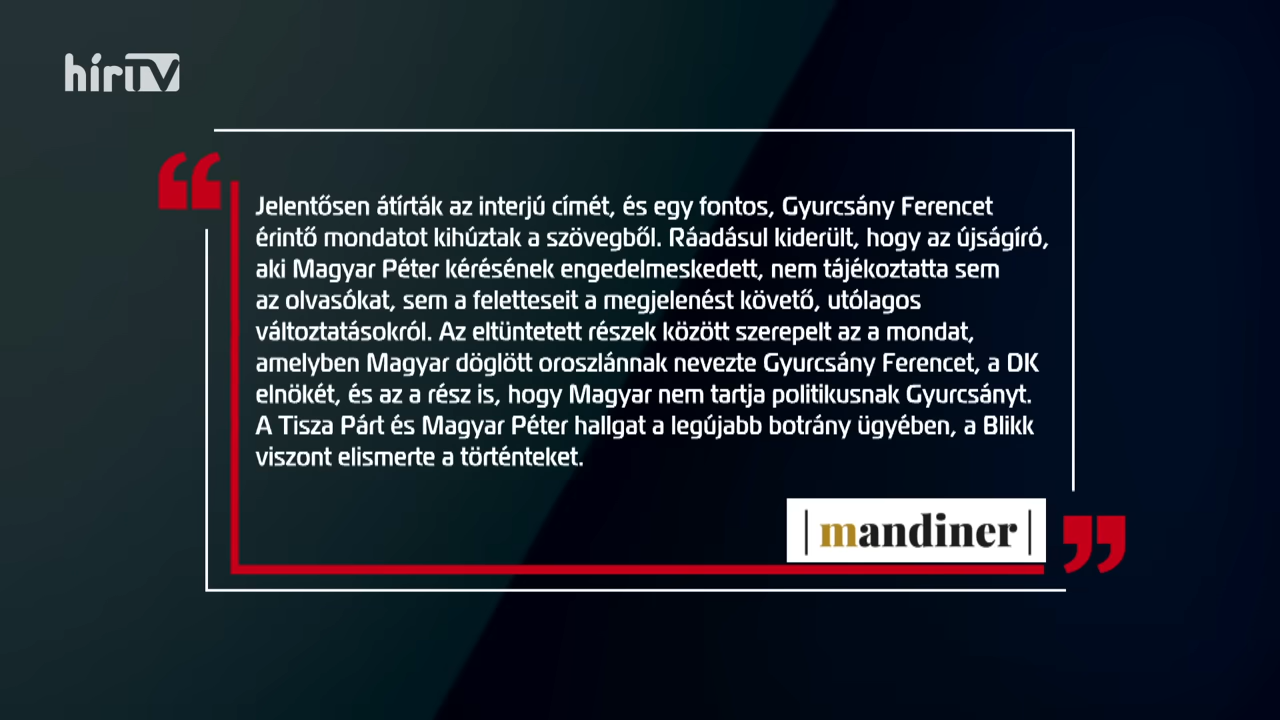 hírTV
Jelentősen átírták az interjú címét, és egy fontos, Gyurcsány Ferencet
érintő mondatot kihúztak a szövegből. Ráadásul kiderült, hogy az újságíró,
aki Magyar Péter kérésének engedelmeskedett, nem tájékoztatta sem
az olvasókat, sem a feletteseit a megjelenést követő, utólagos
változtatásokról. Az eltüntetett részek között szerepelt az a mondat,
amelyben Magyar döglött oroszlánnak nevezte Gyurcsány Ferencet, a DK
elnökét, és az a rész is, hogy Magyar nem tartja politikusnak Gyurcsányt.
A Tisza Párt és Magyar Péter hallgat a legújabb botrány ügyében, a Blikk
viszont elismerte a történteket.
| mandiner |